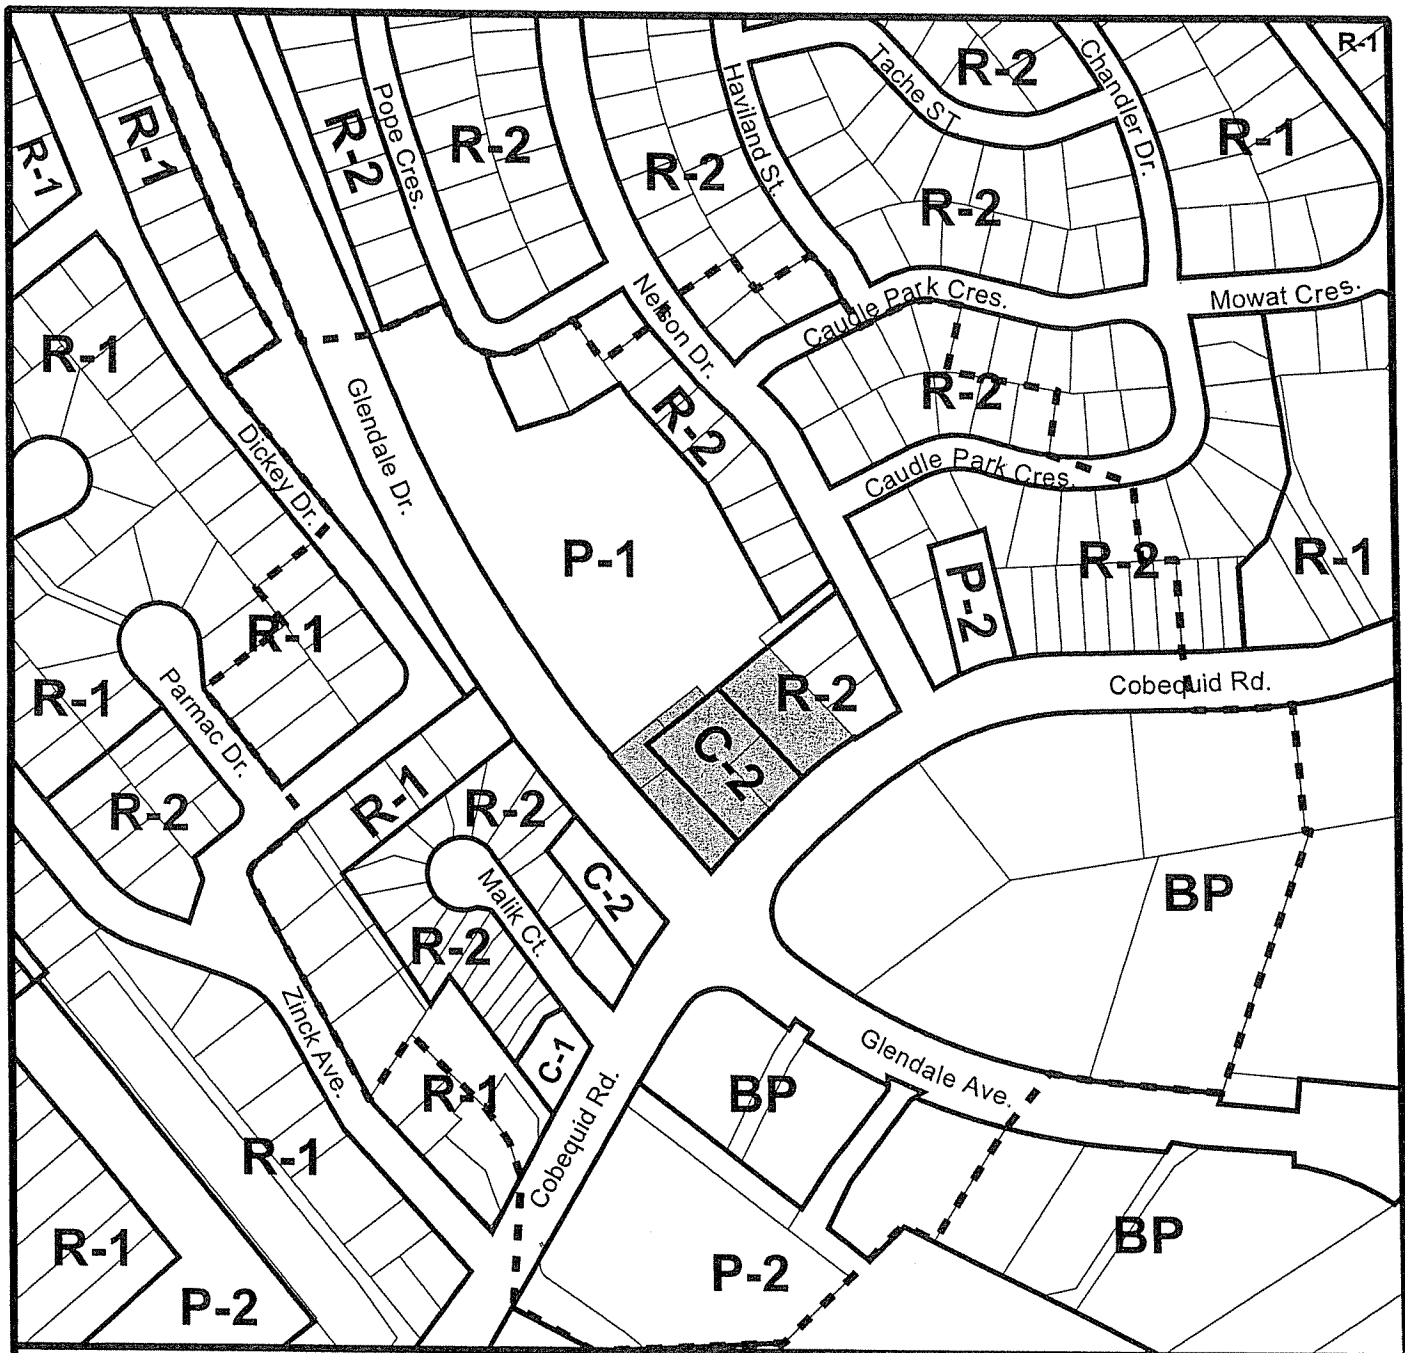 R-1
R-2
Chandler Dr.
Tache ST
Haviland St.
Pope Cres.
R-1
R-1
R-2
R-2
R-2
R-1
R-2
Nelson Dr.
Caudle Park Cres.
Mowat Cres.
R-1
Glendale Dr.
R-2
R-2
Dickey Dr.
Caudle Park Cres.
P-1
R-2
R-1
P-2
R-1
R-1
Parmac Dr.
R-2
Cobequid Rd.
C-2
R-2
R-1
R-2
C-2
BP
Malik Ct.
R-2
Zinck Ave.
C-1
Glendale Ave.
R-1
BP
Cobequid Rd.
R-1
R-1
P-2
P-2
BP